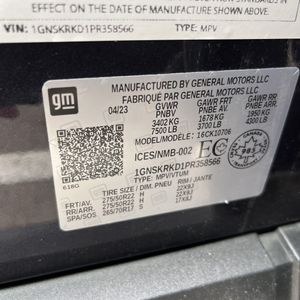 EFFECT ON THE DATE OF MANUFACTURE SHOWN ABOVE.
VIN: 1GNSKRKD1PR358566 TYPE: MPV
gm
MANUFACTURED BY GENERAL MOTORS LLC
FABRIQUÉ PAR GENERAL MOTORS LLC
04/23 GVWR GAWR FRT GAWR RR
PNBV PNBE AV PNBE ARR.
3402 KG 1678 KG 1950 KG
7500 LB 3700 LB 4300 LB
MODEL/MODÈLES: 16CK10706
ICES/NMB-002 EC
1GNSKRKD1PR358566
TYPE: MPV/VTUM
618G
TIRE/DIM. PNEU RIM / JANTE
FRT/AV. 275/50R22 H 22X9J
RR/ARR 275/50R22 H 22X9J
SPA/SOS. 265/70R17 S 17X8J